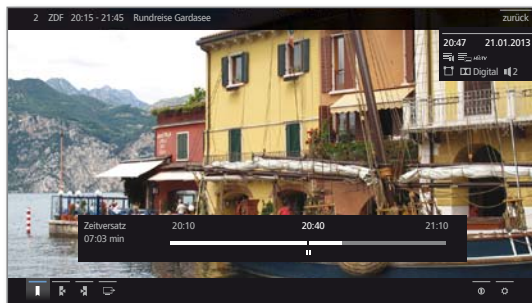 2 ZDF 20:15 - 21:45 Rundreise Gardasee zurück
20:47 21.01.2013
Digital 2
Zeitversatz 20:10 20:40 21:10
07:03 min